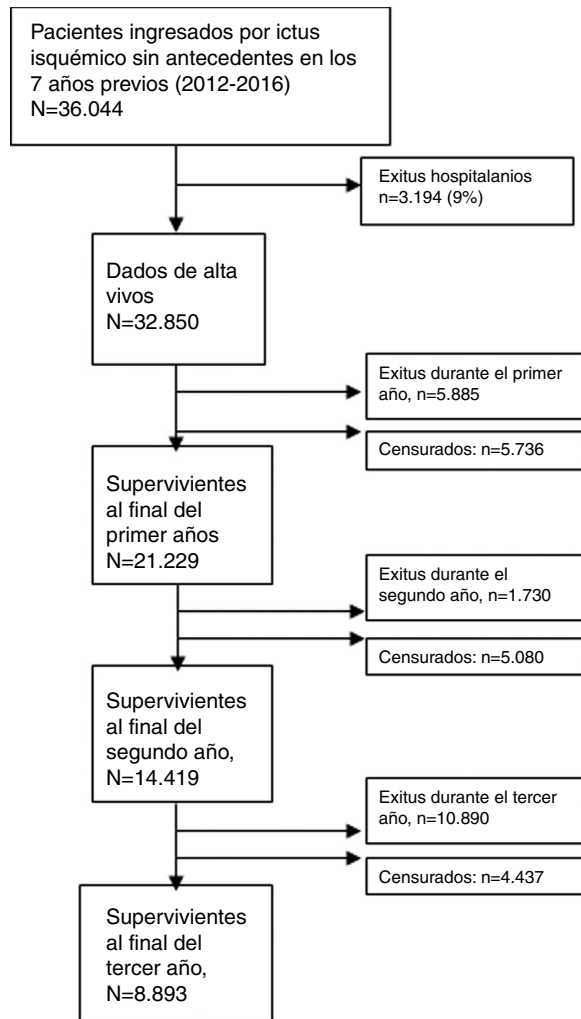 Pacientes ingresados por ictus
isquémico sin antecedentes en los
7 años previos (2012-2016)
N=36.044
Exitus hospitalanios
n=3.194 (9%)
Dados de alta
vivos
N=32.850
Exitus durante el primer
año, n=5.885
Censurados: n=5.736
Supervivientes
al final del
primer años
N=21.229
Exitus durante el
segundo año, n=1.730
Censurados: n=5.080
Supervivientes
al final del
segundo año,
N=14.419
Exitus durante el tercer
año, n=10.890
Censurados: n=4.437
Supervivientes
al final del
tercer año,
N=8.893